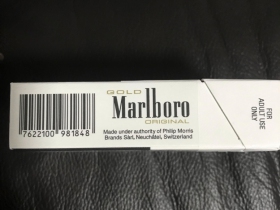 GOLD
Marlboro
ORIGINAL
Made under authority of Philip Morris
Brands Sàrl, Neuchâtel, Switzerland
7622100 981848
FOR
ADULT USE
ONLY